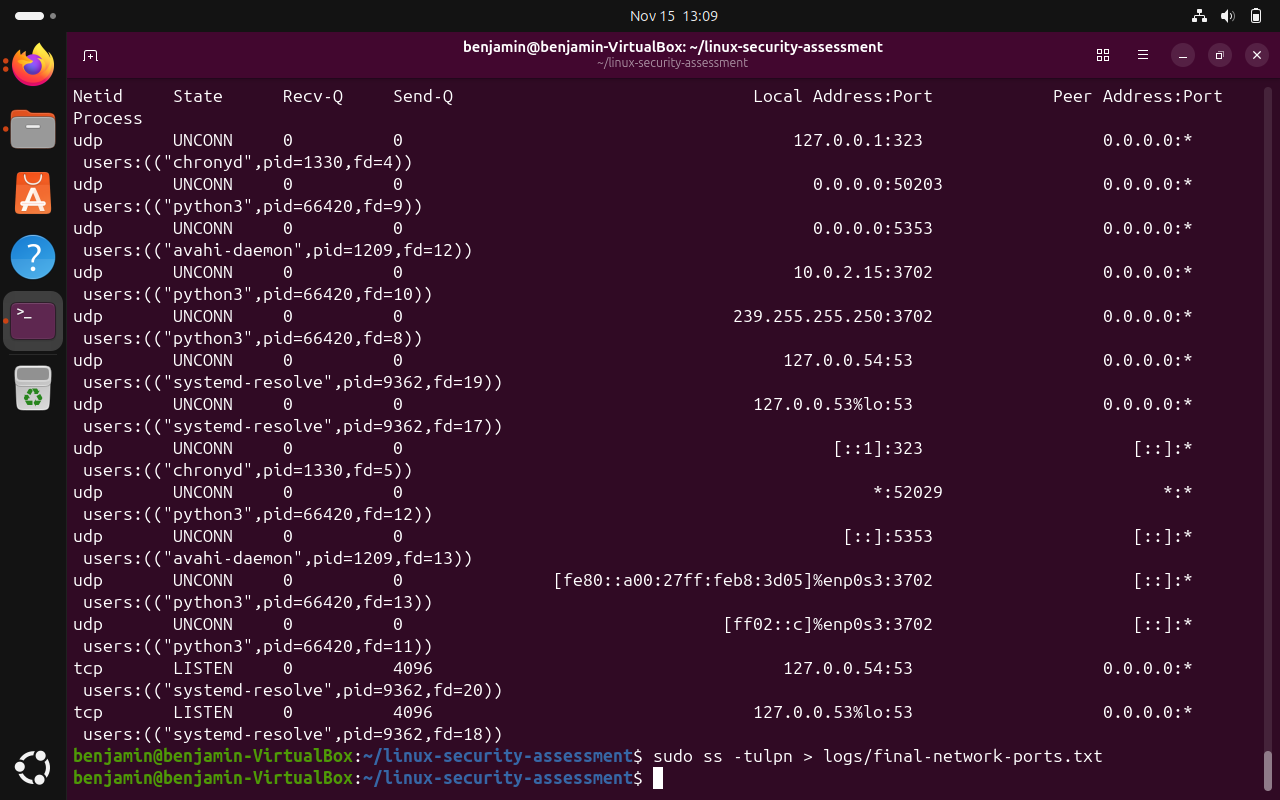 Nov 15 13:09
benjamin@benjamin-VirtualBox: ~/linux-security-assessment
~/linux-security-assessment
Netid State Recv-Q Send-Q Local Address:Port Peer Address:Port
Process
udp UNCONN 0 0 127.0.0.1:323 0.0.0.0:*
users:(("chronyd",pid=1330,fd=4))
udp UNCONN 0 0 0.0.0.0:50203 0.0.0.0:*
users:(("python3",pid=66420,fd=9))
udp UNCONN 0 0 0.0.0.0:5353 0.0.0.0:*
users:(("avahi-daemon",pid=1209,fd=12))
udp UNCONN 0 0 10.0.2.15:3702 0.0.0.0:*
users:(("python3",pid=66420,fd=10))
udp UNCONN 0 0 239.255.255.250:3702 0.0.0.0:*
users:(("python3",pid=66420,fd=8))
udp UNCONN 0 0 127.0.0.54:53 0.0.0.0:*
users:(("systemd-resolve",pid=9362,fd=19))
udp UNCONN 0 0 127.0.0.53%lo:53 0.0.0.0:*
users:(("systemd-resolve",pid=9362,fd=17))
udp UNCONN 0 0 [::1]:323 [::]:*
users:(("chronyd",pid=1330,fd=5))
udp UNCONN 0 0 *:52029 *:*
users:(("python3",pid=66420,fd=12))
udp UNCONN 0 0 [::]:5353 [::]:*
users:(("avahi-daemon",pid=1209,fd=13))
udp UNCONN 0 0 [fe80::a00:27ff:feb8:3d05]%enp0s3:3702 [::]:*
users:(("python3",pid=66420,fd=13))
udp UNCONN 0 0 [ff02::c]%enp0s3:3702 [::]:*
users:(("python3",pid=66420,fd=11))
tcp LISTEN 0 4096 127.0.0.54:53 0.0.0.0:*
users:(("systemd-resolve",pid=9362,fd=20))
tcp LISTEN 0 4096 127.0.0.53%lo:53 0.0.0.0:*
users:(("systemd-resolve",pid=9362,fd=18))
benjamin@benjamin-VirtualBox:~/linux-security-assessment$ sudo ss -tulpn > logs/final-network-ports.txt
benjamin@benjamin-VirtualBox:~/linux-security-assessment$